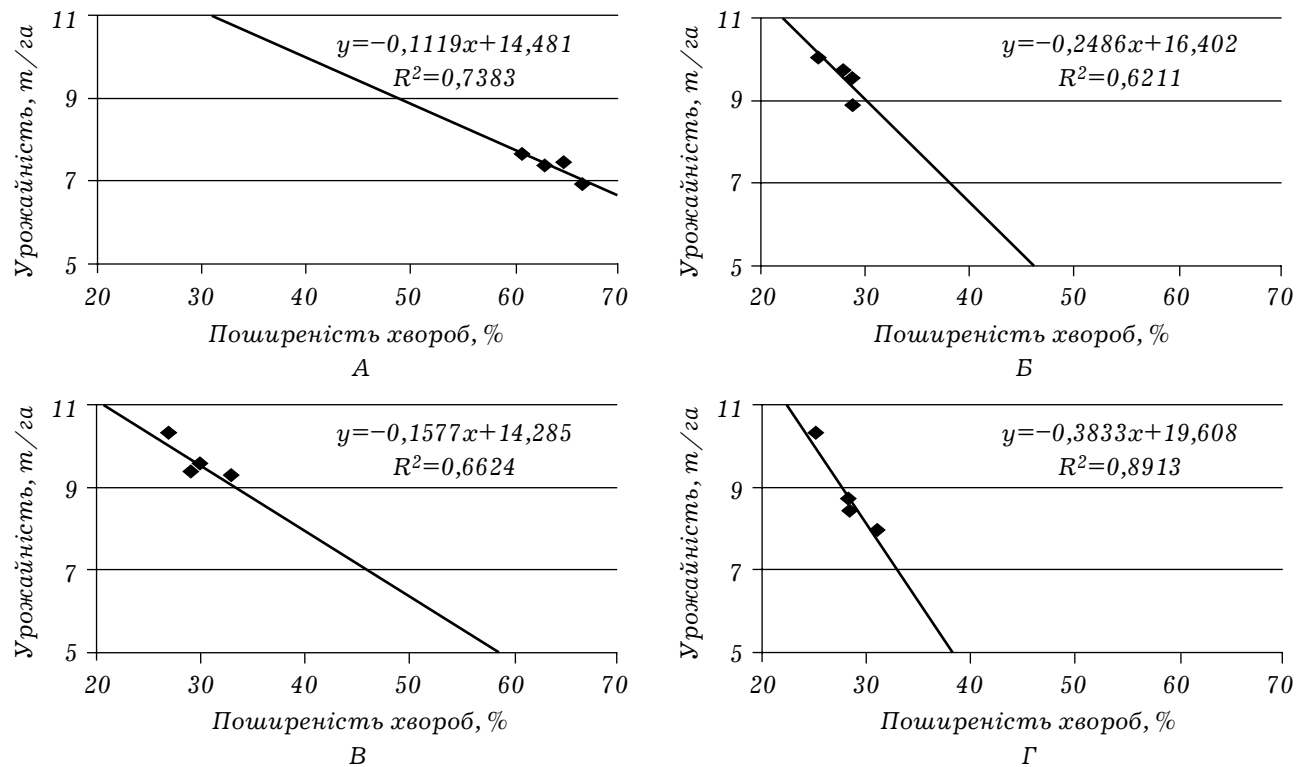 Урожайність, т/га
11
9
7
5
y=−0,1119x+14,481
R²=0,7383
20 30 40 50 60 70
Поширеність хвороб, %
А
Урожайність, т/га
11
9
7
5
y=−0,2486x+16,402
R²=0,6211
20 30 40 50 60 70
Поширеність хвороб, %
Б
Урожайність, т/га
11
9
7
5
y=−0,1577x+14,285
R²=0,6624
20 30 40 50 60 70
Поширеність хвороб, %
В
Урожайність, т/га
11
9
7
5
y=−0,3833x+19,608
R²=0,8913
20 30 40 50 60 70
Поширеність хвороб, %
Г